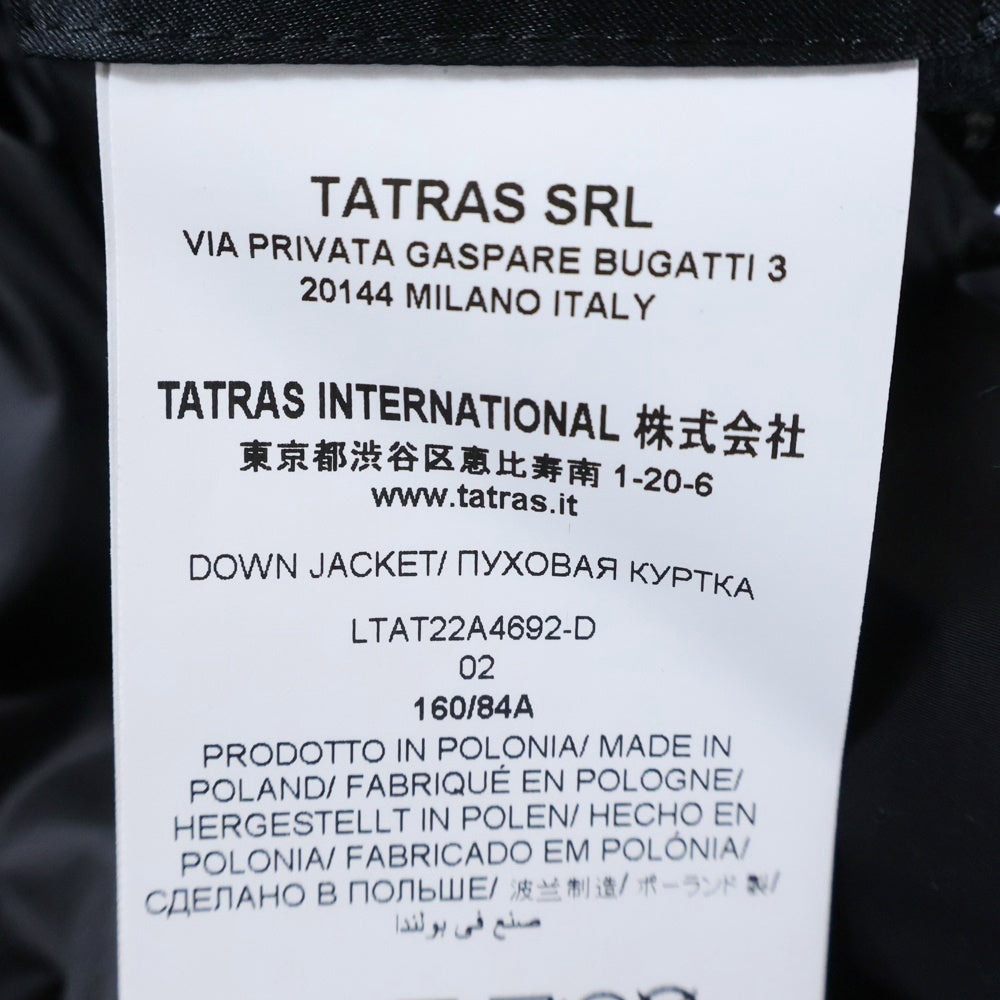 TATRAS SRL
VIA PRIVATA GASPARE BUGATTI 3
20144 MILANO ITALY
TATRAS INTERNATIONAL 株式会社
東京都渋谷区恵比寿南 1-20-6
www.tatras.it
DOWN JACKET/ ПУХОВАЯ КУРТКА
LTAT22A4692-D
02
160/84A
PRODOTTO IN POLONIA/ MADE IN
POLAND/ FABRIQUÉ EN POLOGNE/
HERGESTELLT IN POLEN/ HECHO EN
POLONIA/ FABRICADO EM POLÓNIA/
СДЕЛАНО В ПОЛЬШЕ/ 波兰制造/ ポーランド 製/
صنع في بولندا